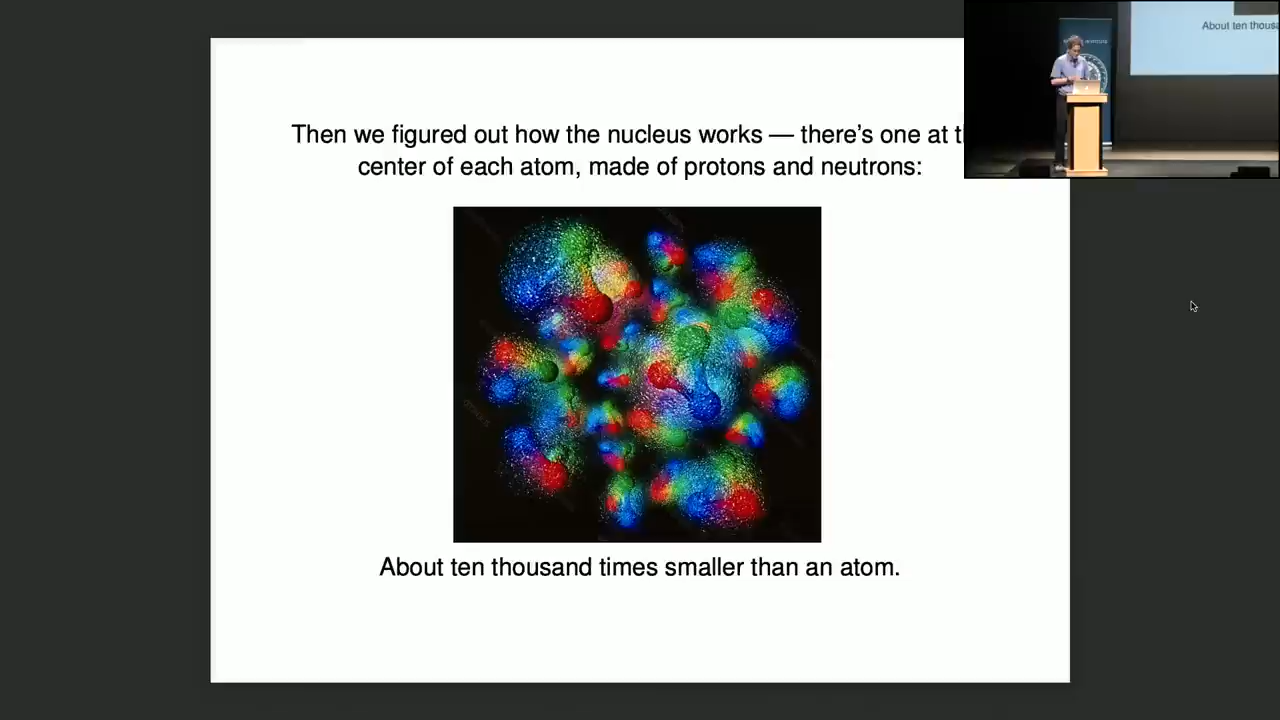 Then we figured out how the nucleus works — there's one at
center of each atom, made of protons and neutrons:
About ten thousand times smaller than an atom.
About ten thous